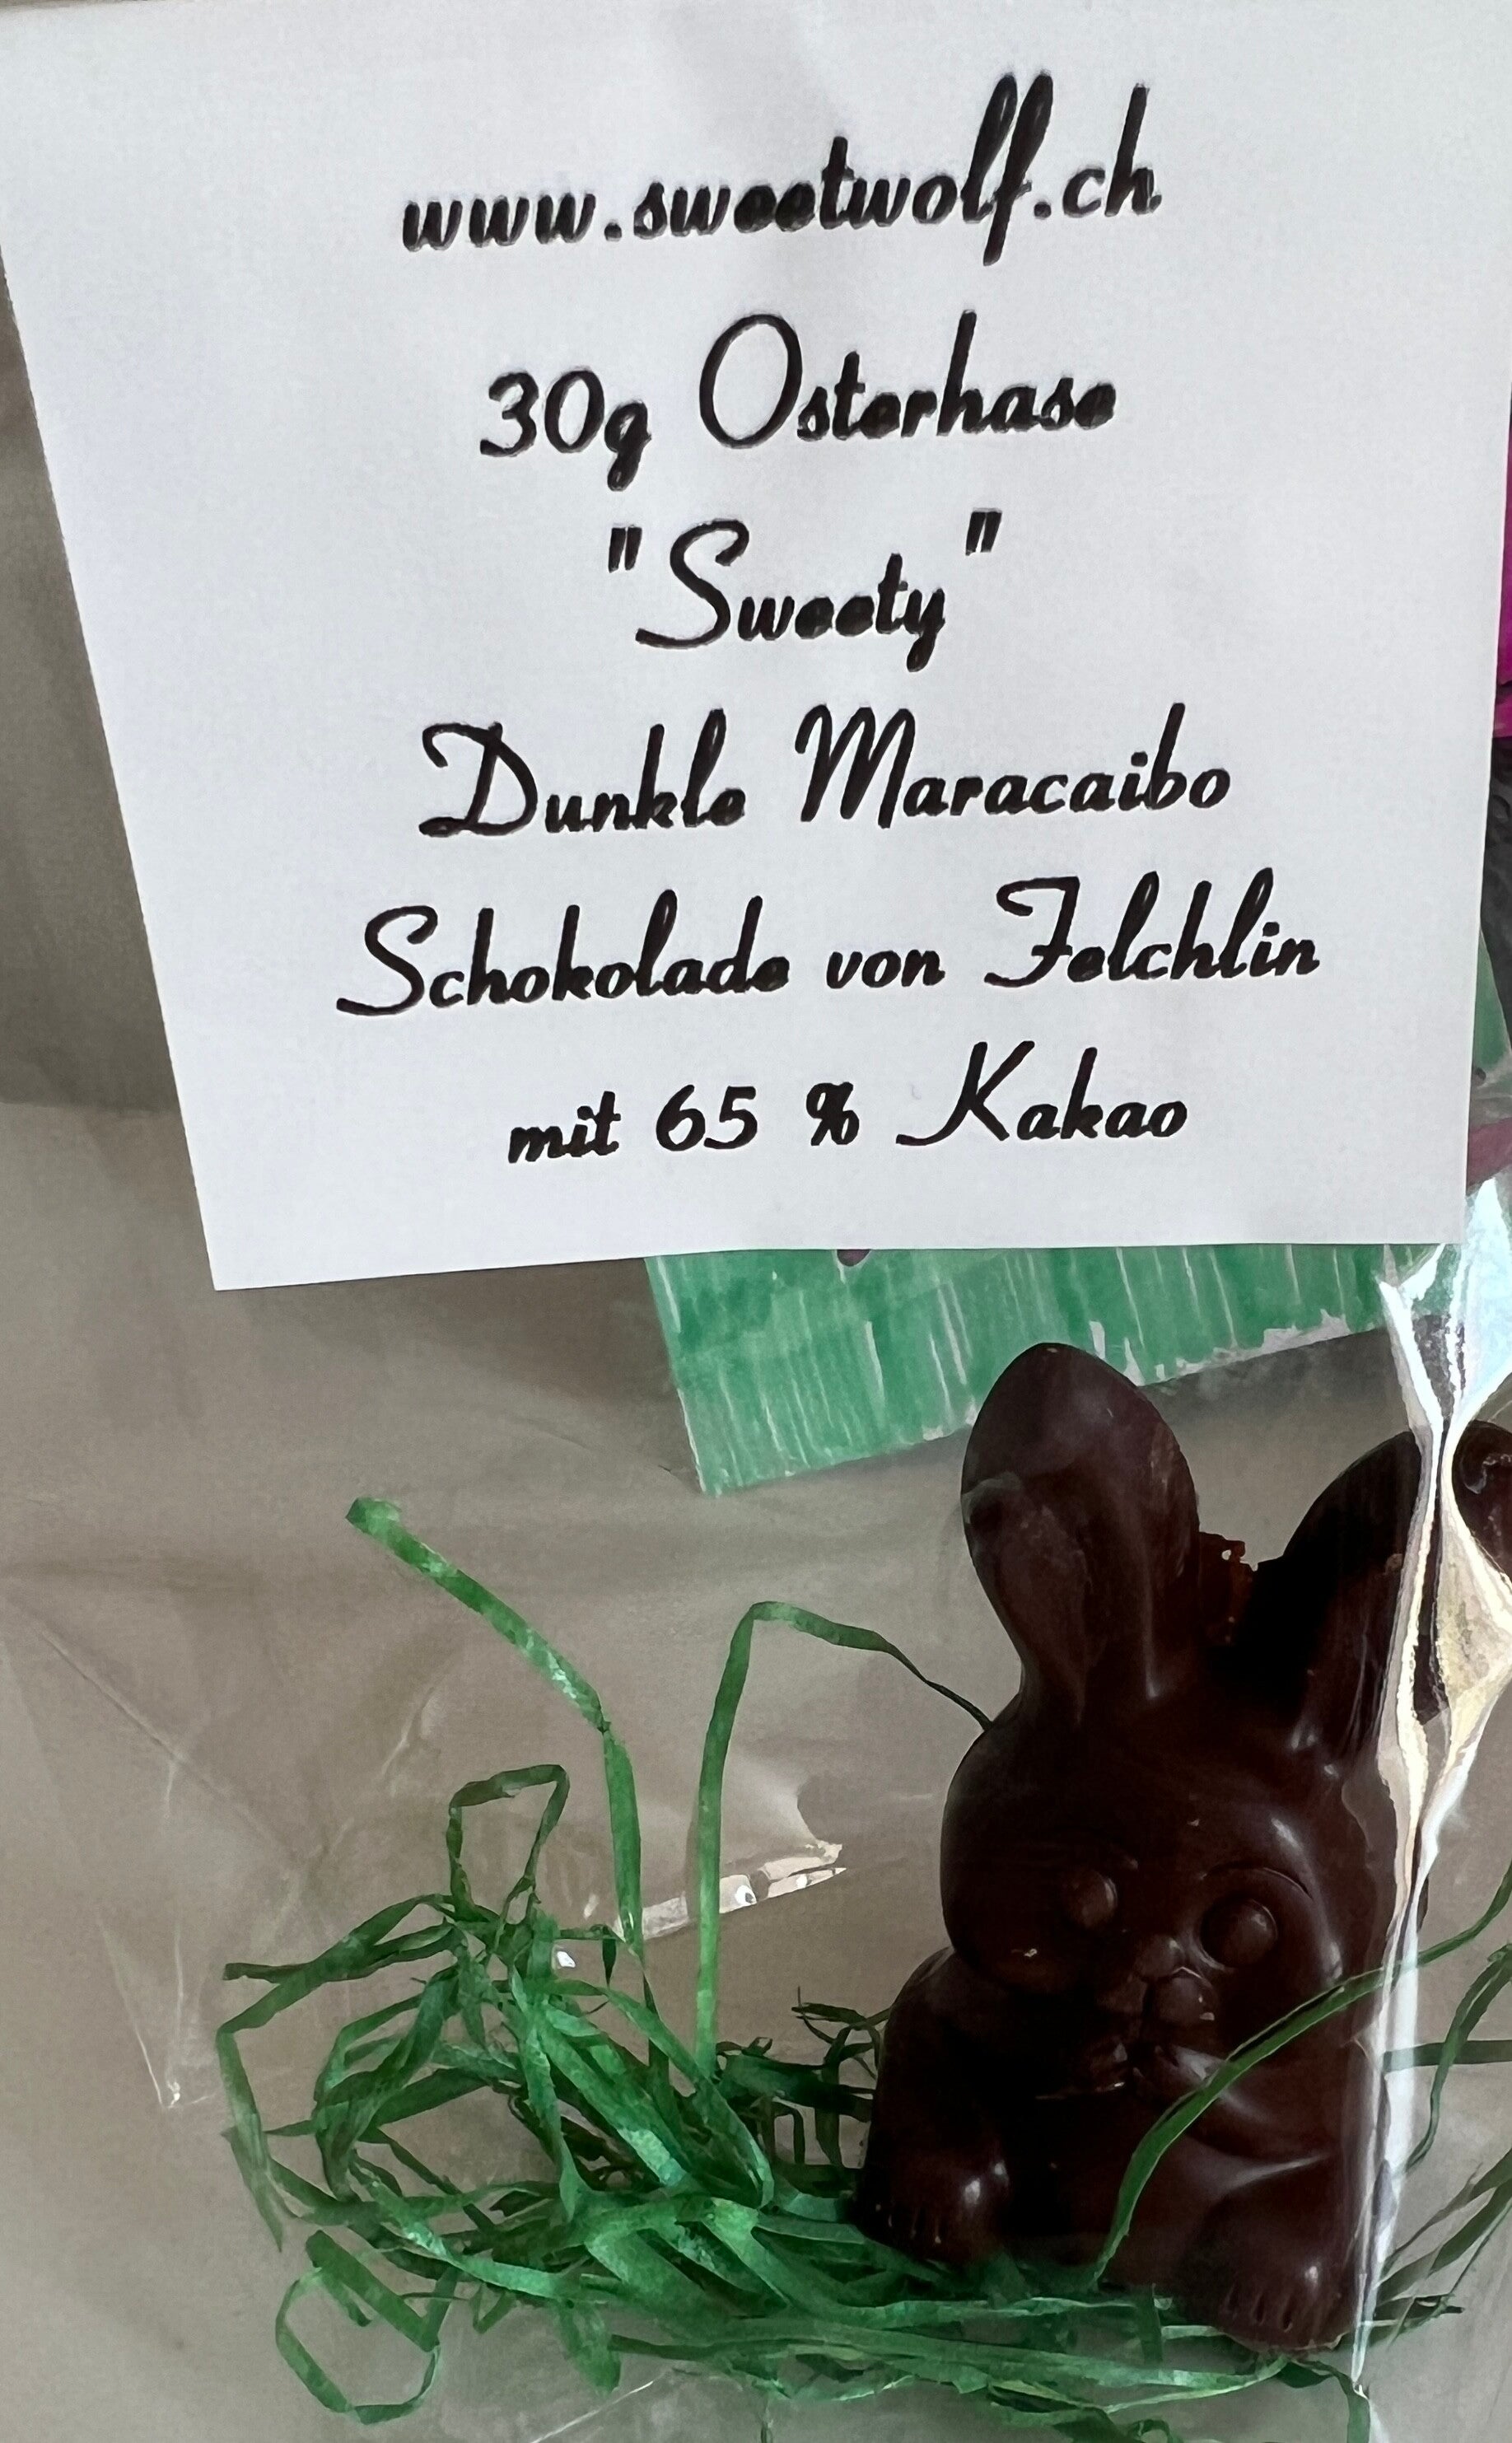 www.sweetwolf.ch
30g Osterhase
"Sweety"
Dunkle Maracaibo
Schokolade von Felchlin
mit 65 % Kakao